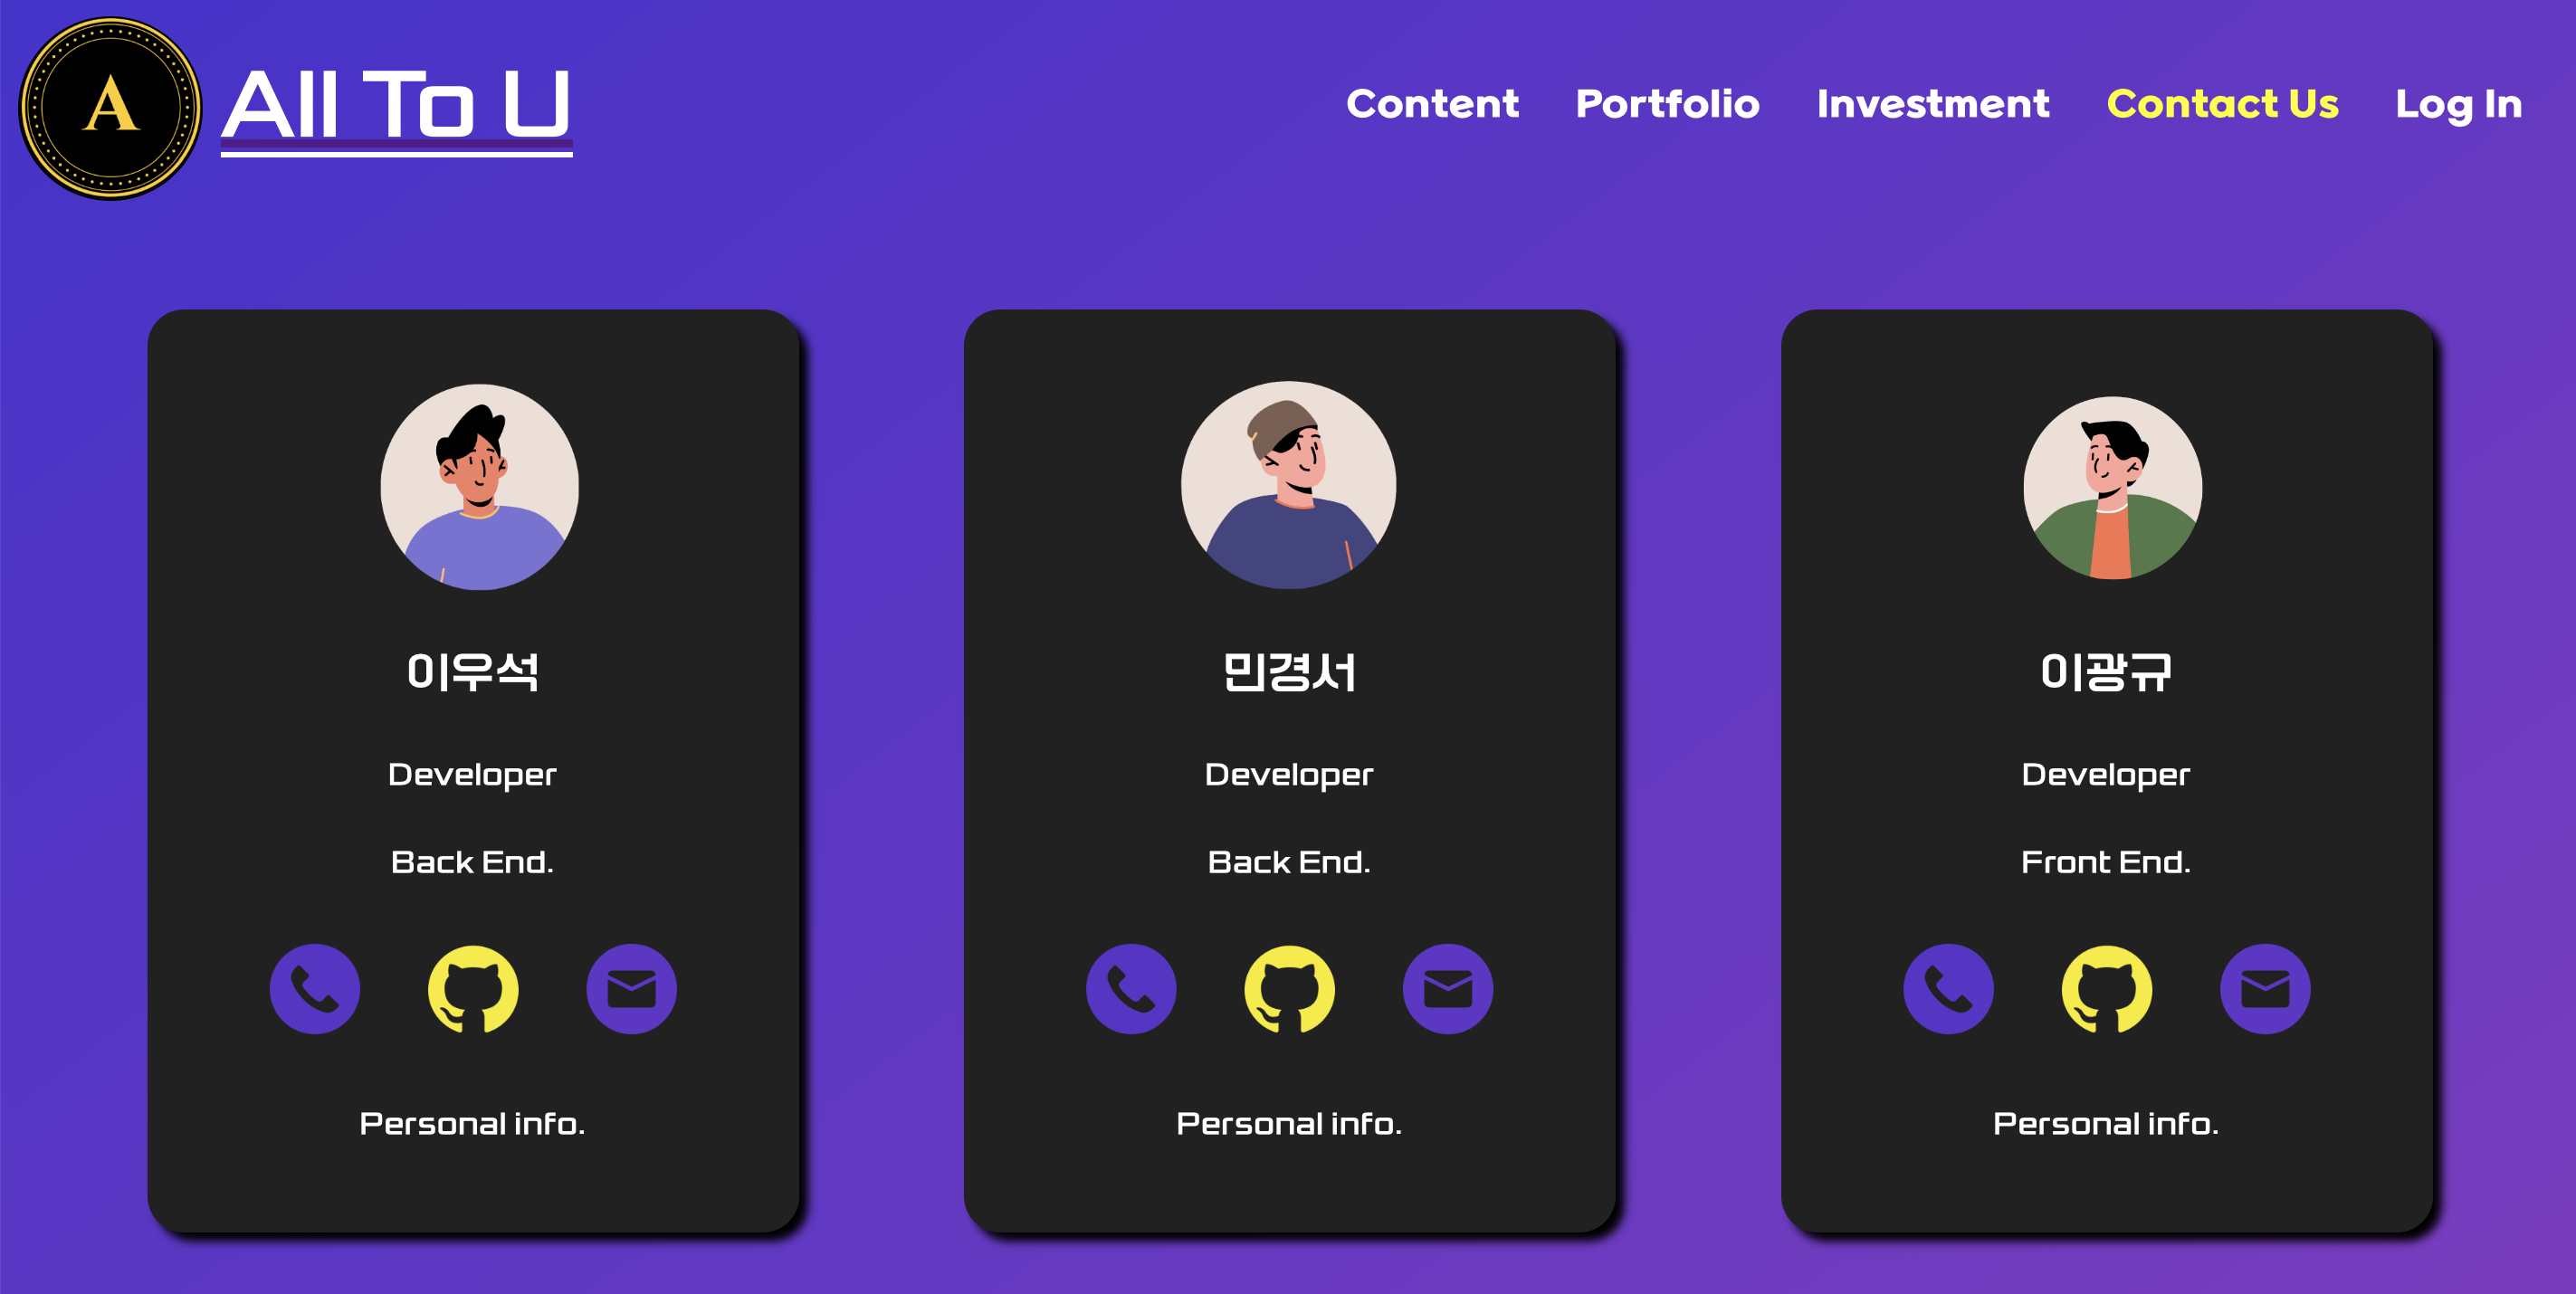 A
All To U
Content Portfolio Investment Contact Us Log In
이우석
Developer
Back End.
Personal info.
민경서
Developer
Back End.
Personal info.
이광규
Developer
Front End.
Personal info.